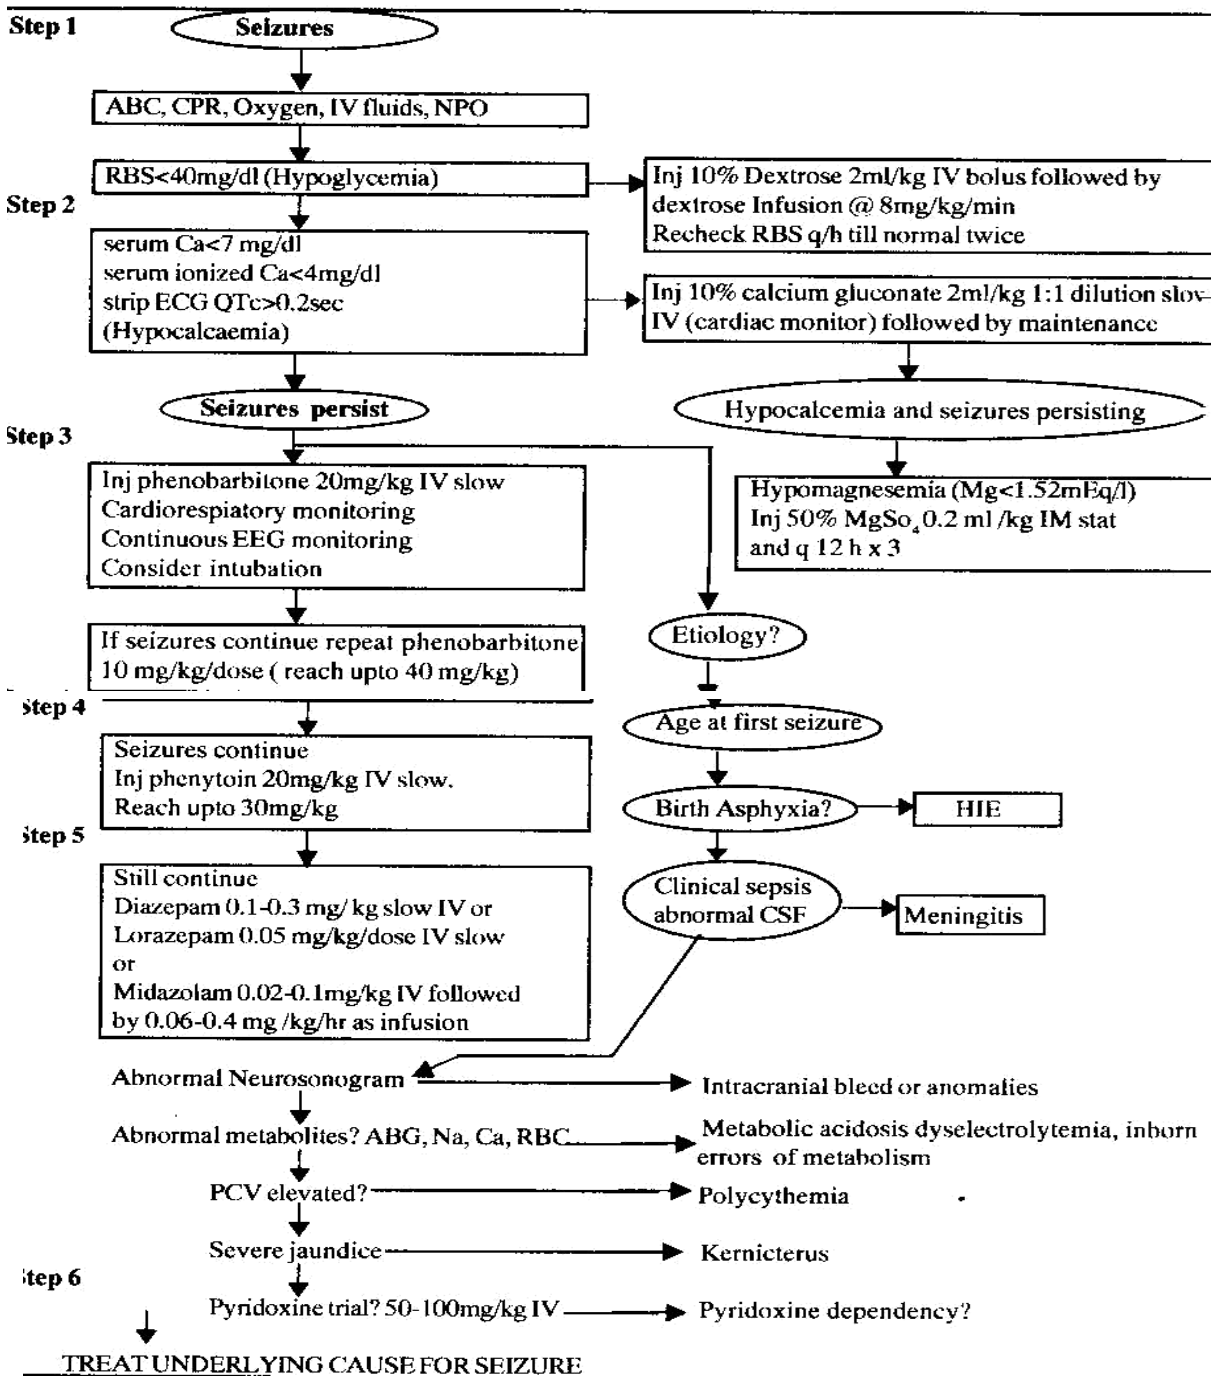 Step 1
Seizures
ABC, CPR, Oxygen, IV fluids, NPO
RBS<40mg/dl (Hypoglycemia)
Inj 10% Dextrose 2ml/kg IV bolus followed by
dextrose Infusion @ 8mg/kg/min
Recheck RBS q/h till normal twice
Step 2
serum Ca<7 mg/dl
serum ionized Ca<4mg/dl
strip ECG QTc>0.2sec
(Hypocalcaemia)
Inj 10% calcium gluconate 2ml/kg 1:1 dilution slov
IV (cardiac monitor) followed by maintenance
Seizures persist
Hypocalcemia and seizures persisting
Step 3
Inj phenobarbitone 20mg/kg IV slow
Cardiorespiatory monitoring
Continuous EEG monitoring
Consider intubation
Hypomagnesemia (Mg<1.52mEq/l)
Inj 50% MgSo4 0.2 ml /kg IM stat
and q 12 h x 3
If seizures continue repeat phenobarbitone
10 mg/kg/dose ( reach upto 40 mg/kg)
Etiology?
Step 4
Age at first seizure
Seizures continue
Inj phenytoin 20mg/kg IV slow.
Reach upto 30mg/kg
Birth Asphyxia?
HIE
Step 5
Still continue
Diazepam 0.1-0.3 mg/ kg slow IV or
Lorazepam 0.05 mg/kg/dose IV slow
or
Midazolam 0.02-0.1mg/kg IV followed
by 0.06-0.4 mg /kg/hr as infusion
Clinical sepsis
abnormal CSF
Meningitis
Abnormal Neurosonogram
Intracranial bleed or anomalies
Abnormal metabolites? ABG, Na, Ca, RBC
Metabolic acidosis dyselectrolytemia, inborn
errors of metabolism
PCV elevated?
Polycythemia
Severe jaundice
Kernicterus
Step 6
Pyridoxine trial? 50-100mg/kg IV
Pyridoxine dependency?
TREAT UNDERLYING CAUSE FOR SEIZURE